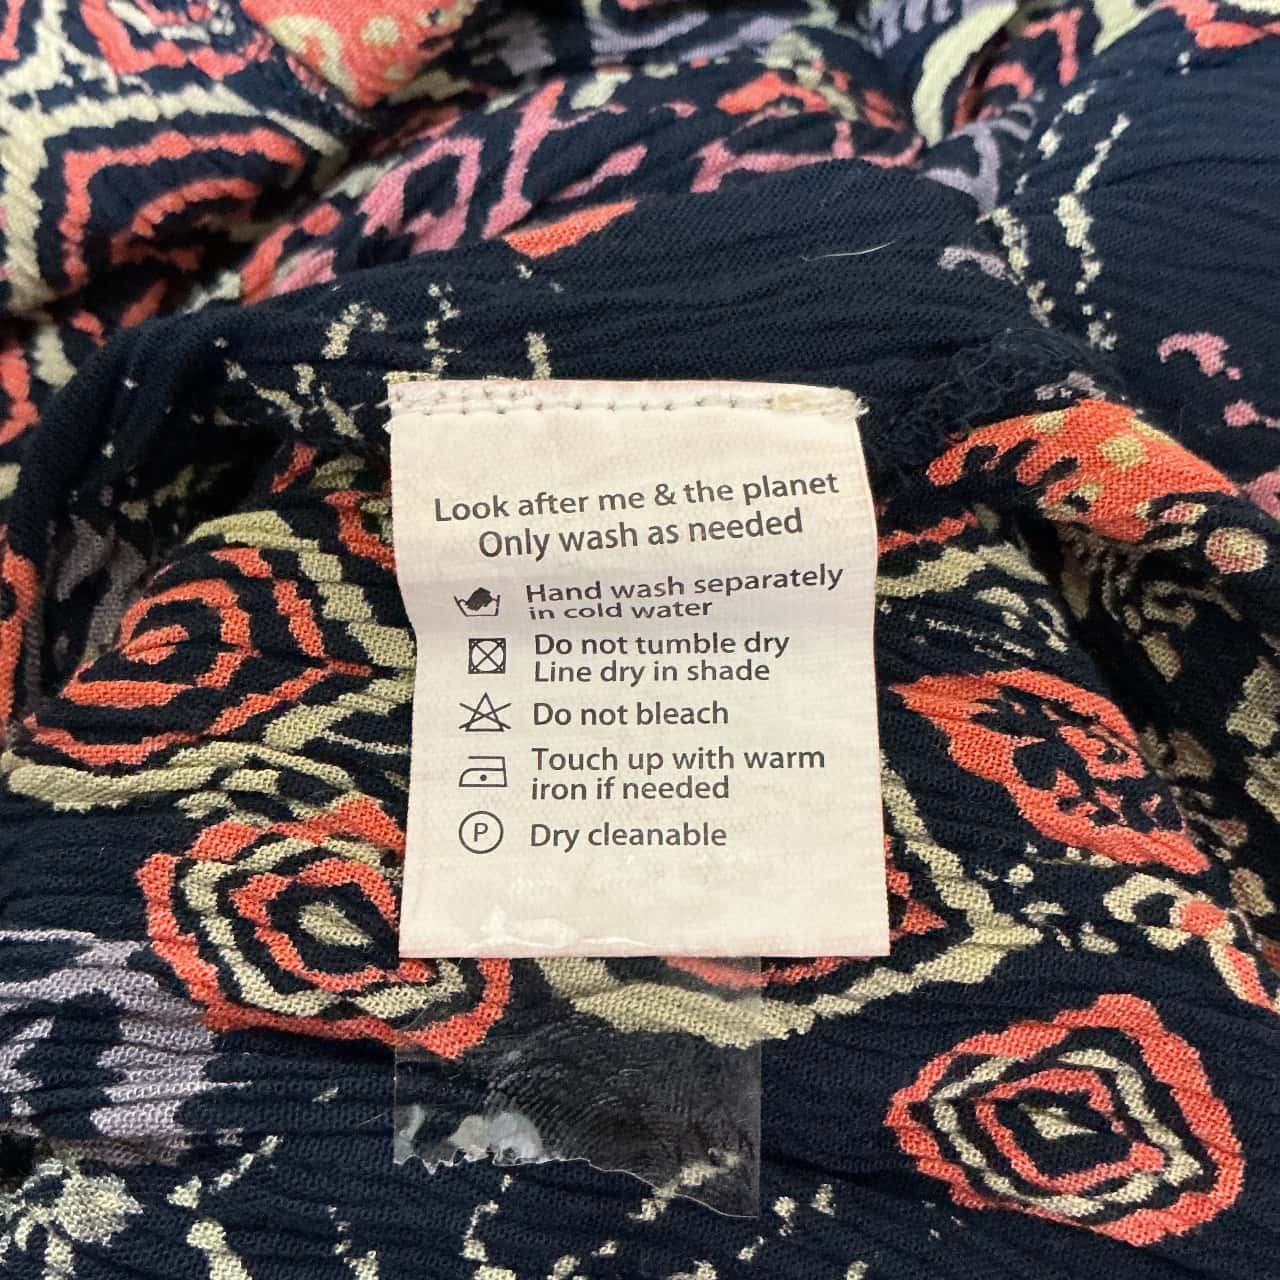 Look after me & the planet
Only wash as needed
Hand wash separately
in cold water
Do not tumble dry
Line dry in shade
Do not bleach
Touch up with warm
iron if needed
P Dry cleanable